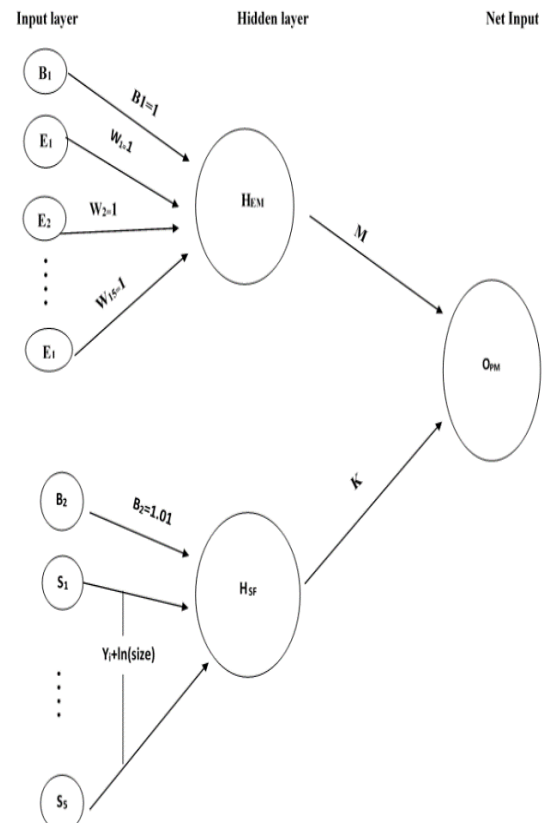 Input layer
Hidden layer
Net Input
B1
B1=1
E1
W1=1
HEM
E2
W2=1
M
W15=1
E1
OPM
K
B2
B2=1.01
S1
HSF
Yi+ln(size)
S5